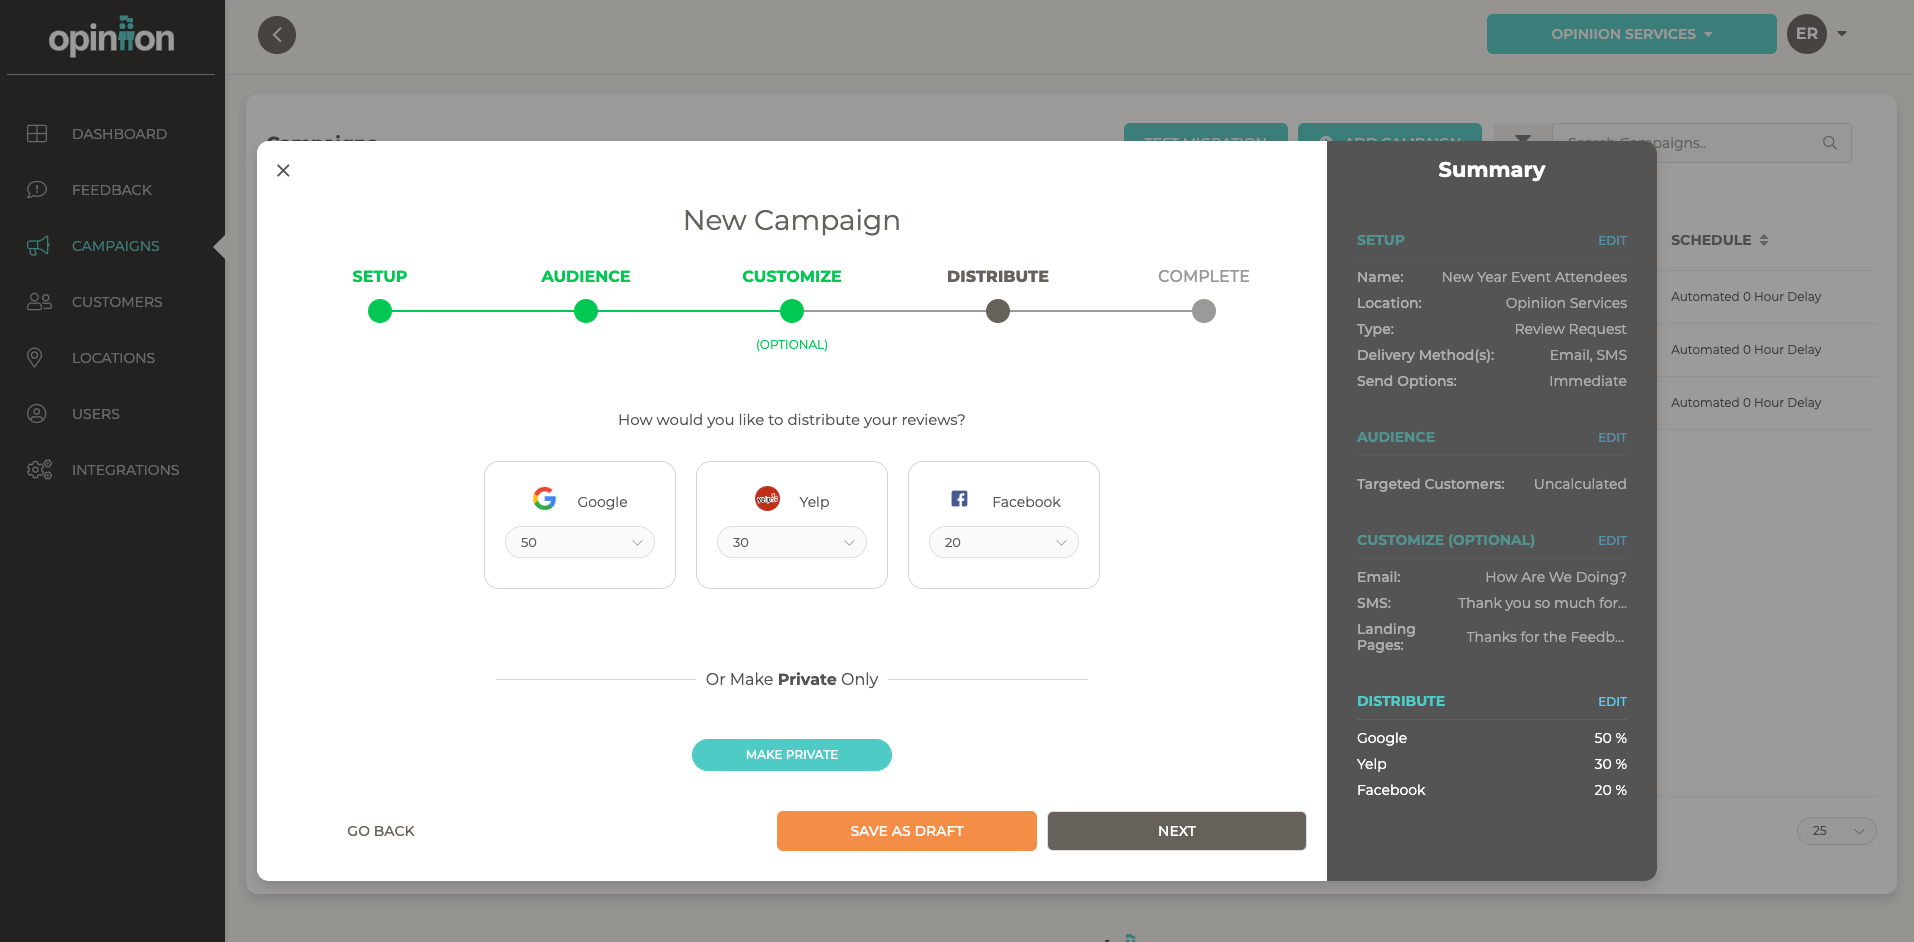 opiniion
DASHBOARD
FEEDBACK
CAMPAIGNS
CUSTOMERS
LOCATIONS
USERS
INTEGRATIONS
OPINIION SERVICES
ER
Campaigns
TEST MIGRATION
ADD CAMPAIGN
Search Campaigns..
SCHEDULE
Automated 0 Hour Delay
Automated 0 Hour Delay
Automated 0 Hour Delay
25
New Campaign
SETUP
AUDIENCE
CUSTOMIZE
DISTRIBUTE
COMPLETE
(OPTIONAL)
How would you like to distribute your reviews?
Google
50
yelp
Yelp
30
Facebook
20
Or Make Private Only
MAKE PRIVATE
GO BACK
SAVE AS DRAFT
NEXT
Summary
SETUP EDIT
Name: New Year Event Attendees
Location: Opiniion Services
Type: Review Request
Delivery Method(s): Email, SMS
Send Options: Immediate
AUDIENCE EDIT
Targeted Customers: Uncalculated
CUSTOMIZE (OPTIONAL) EDIT
Email: How Are We Doing?
SMS: Thank you so much for...
Landing Pages: Thanks for the Feedb...
DISTRIBUTE EDIT
Google 50 %
Yelp 30 %
Facebook 20 %